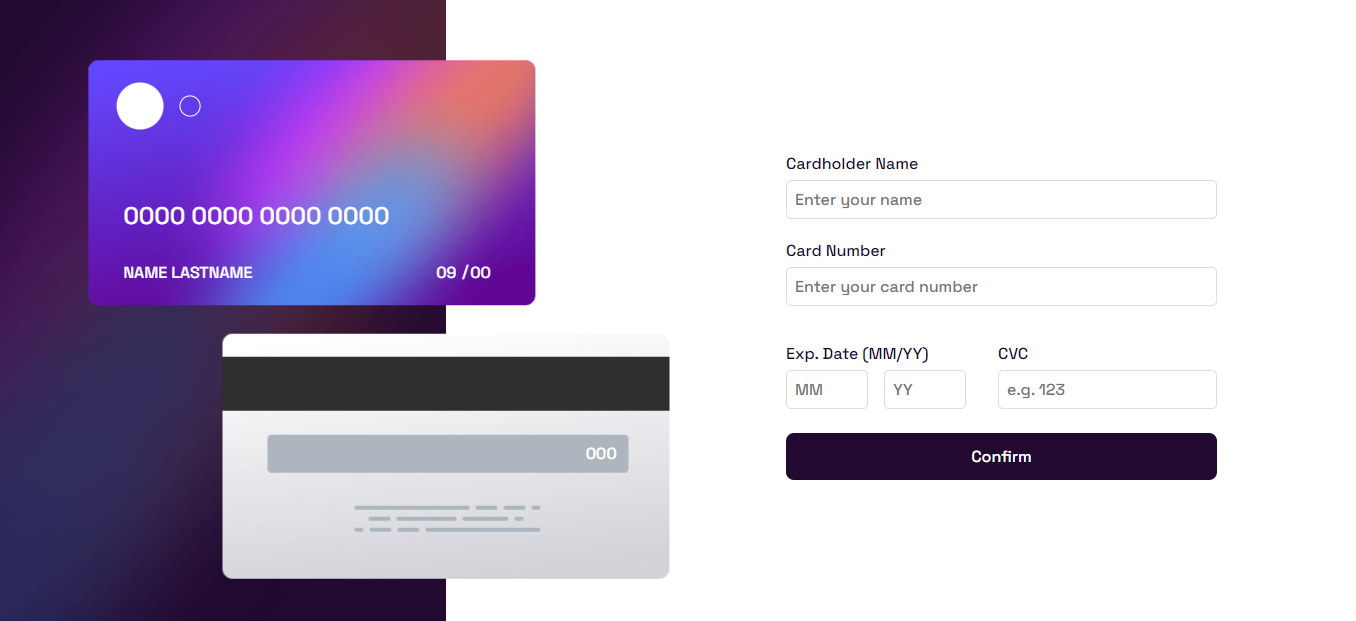 0000 0000 0000 0000
NAME LASTNAME 09 /00
000
Cardholder Name
Enter your name
Card Number
Enter your card number
Exp. Date (MM/YY) CVC
MM YY e.g. 123
Confirm